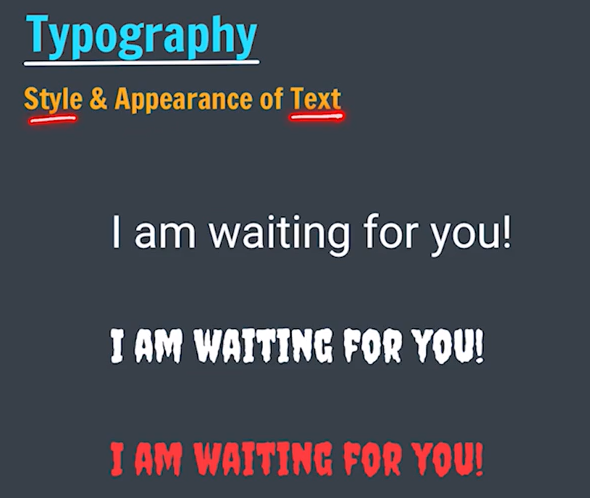 Typography
Style & Appearance of Text
I am waiting for you!
I AM WAITING FOR YOU!
I AM WAITING FOR YOU!